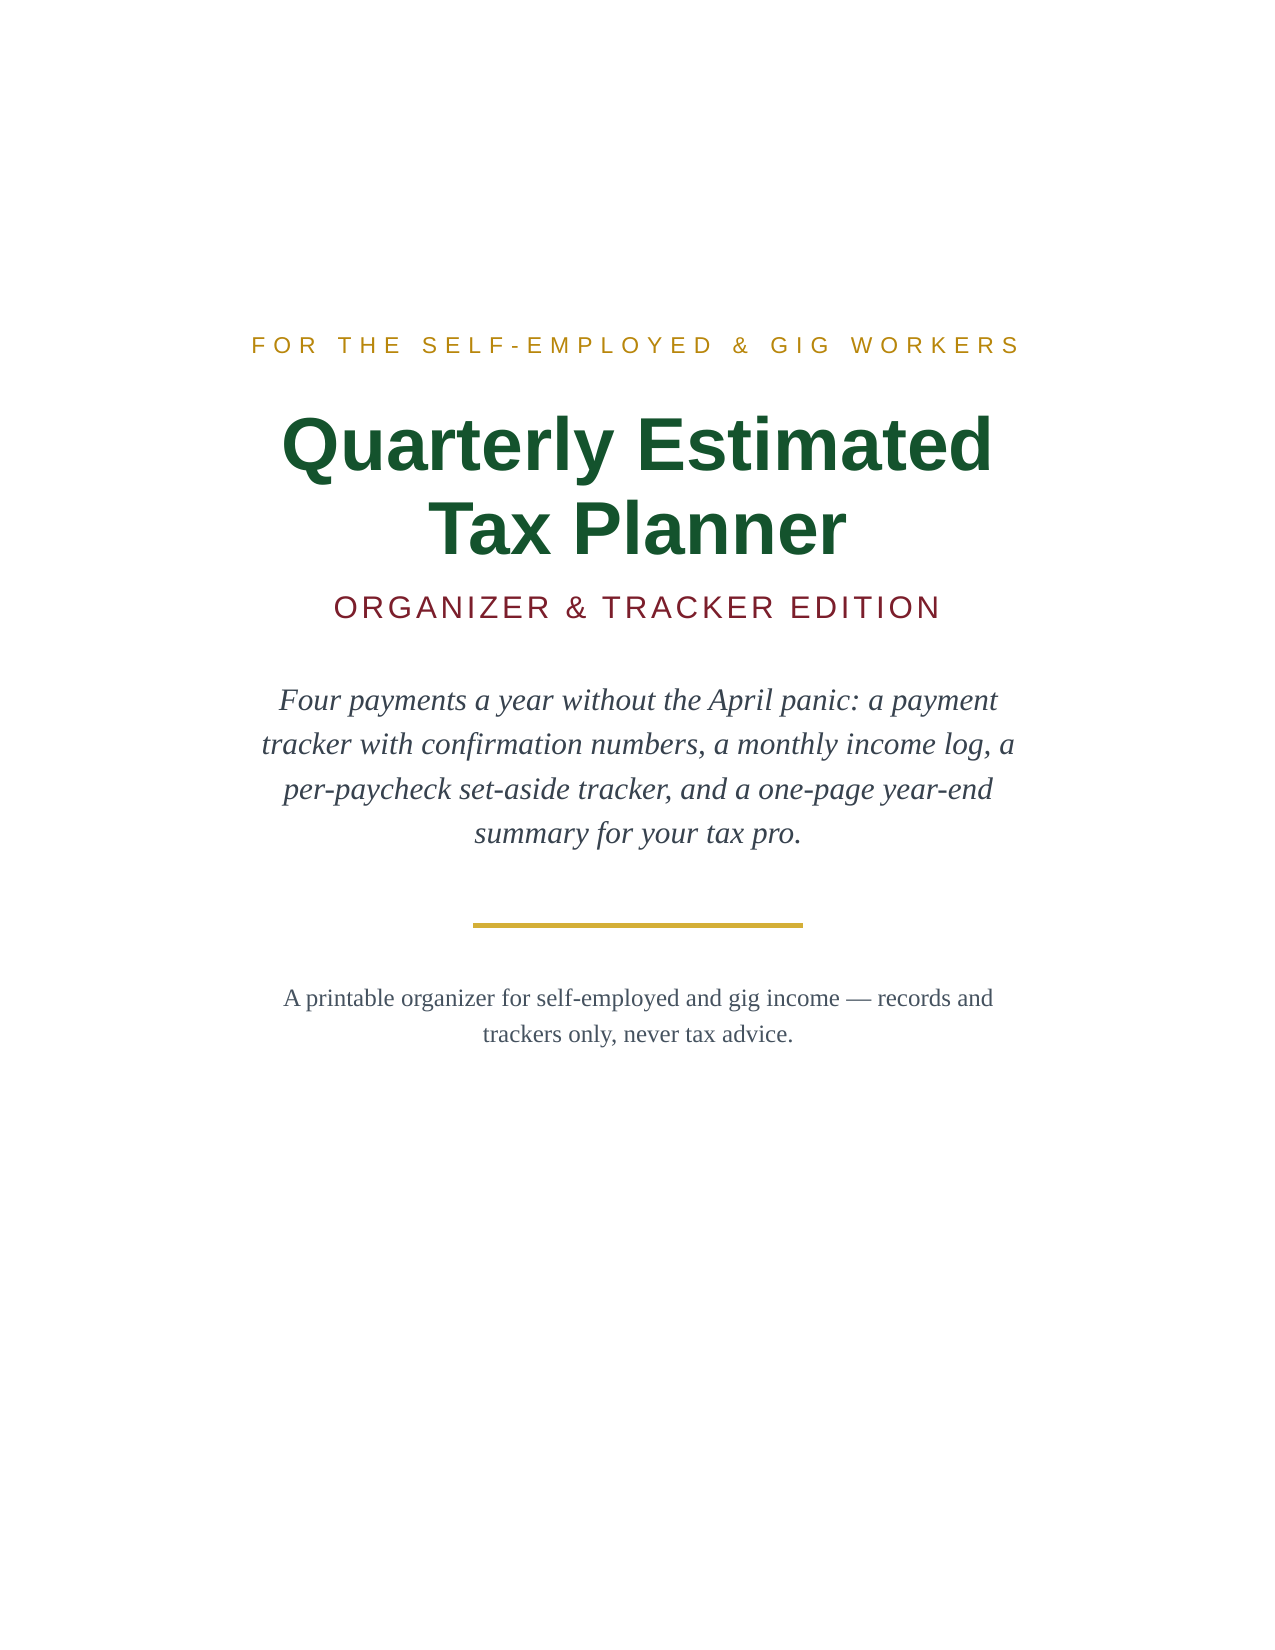 FOR THE SELF-EMPLOYED & GIG WORKERS
Quarterly Estimated
Tax Planner
ORGANIZER & TRACKER EDITION
Four payments a year without the April panic: a payment
tracker with confirmation numbers, a monthly income log, a
per-paycheck set-aside tracker, and a one-page year-end
summary for your tax pro.
A printable organizer for self-employed and gig income — records and
trackers only, never tax advice.